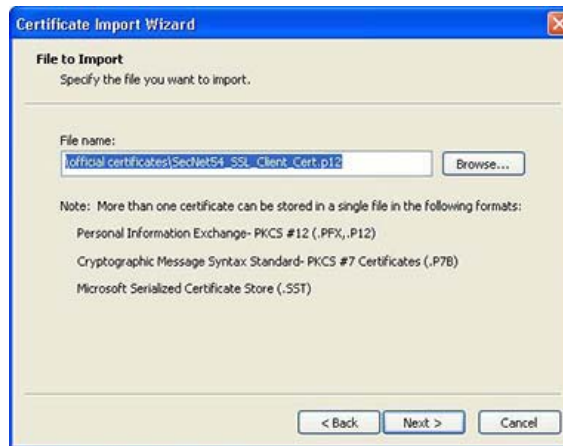 Certificate Import Wizard
File to Import
Specify the file you want to import.
File name:
\official certificates\SecNet54_SSL_Client_Cert.p12
Browse...
Note:  More than one certificate can be stored in a single file in the following formats:
Personal Information Exchange- PKCS #12 (.PFX,.P12)
Cryptographic Message Syntax Standard- PKCS #7 Certificates (.P7B)
Microsoft Serialized Certificate Store (.SST)
< Back
Next >
Cancel